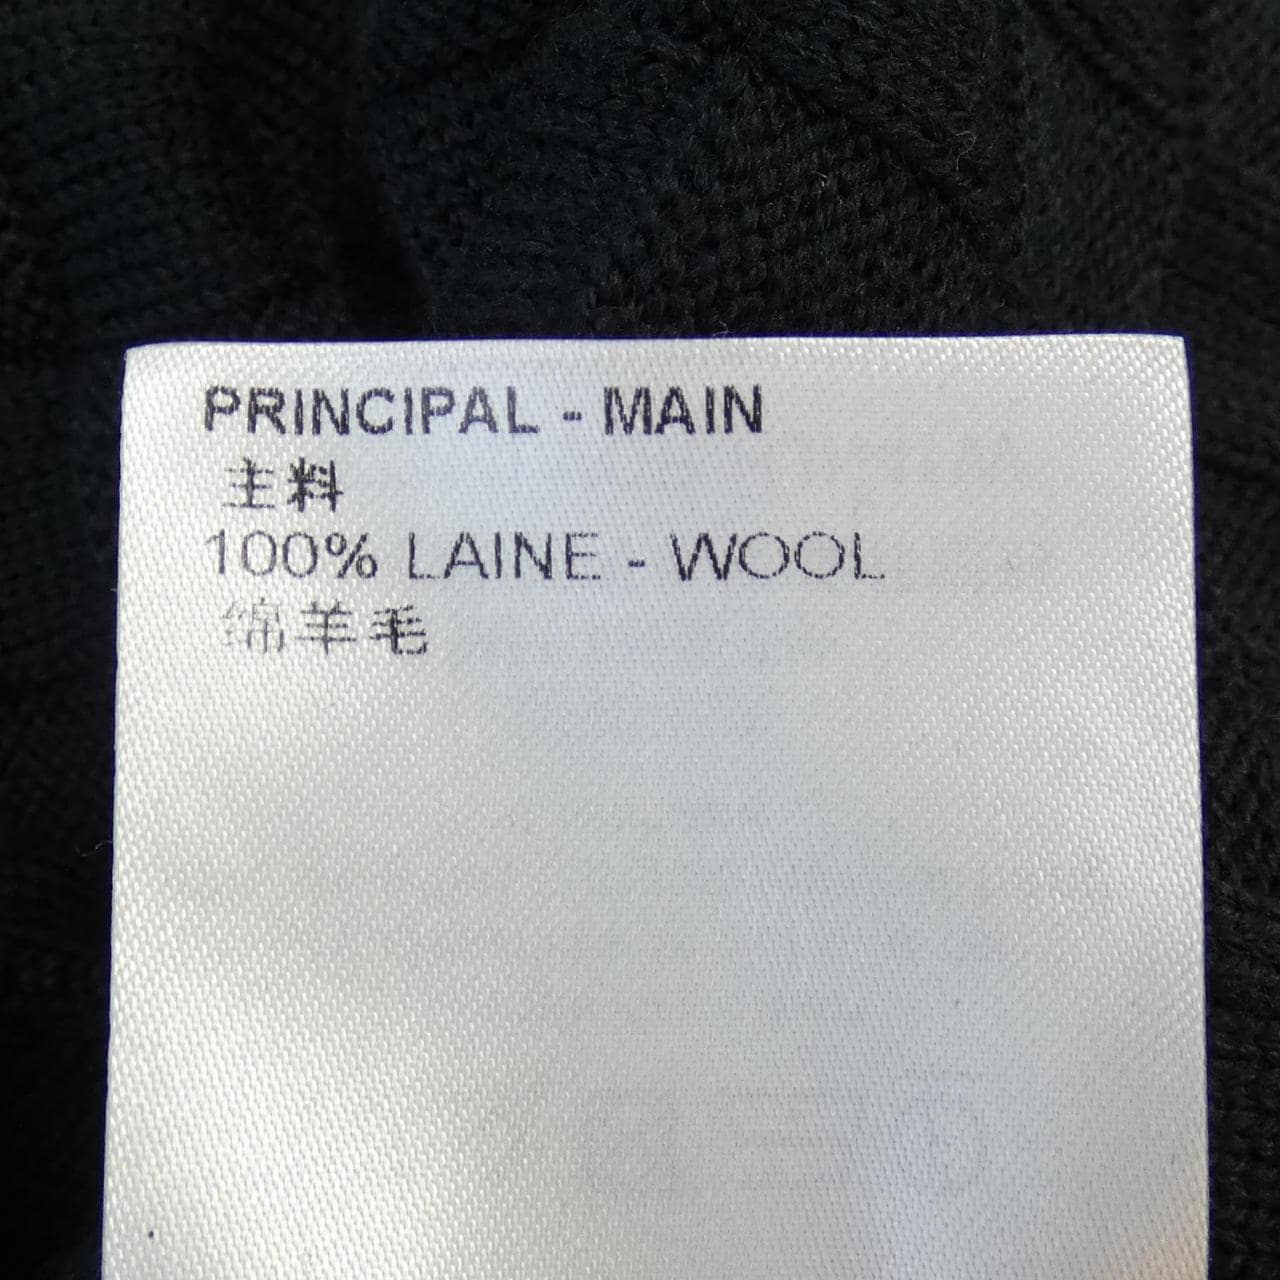 PRINCIPAL - MAIN
主料
100% LAINE - WOOL
绵羊毛